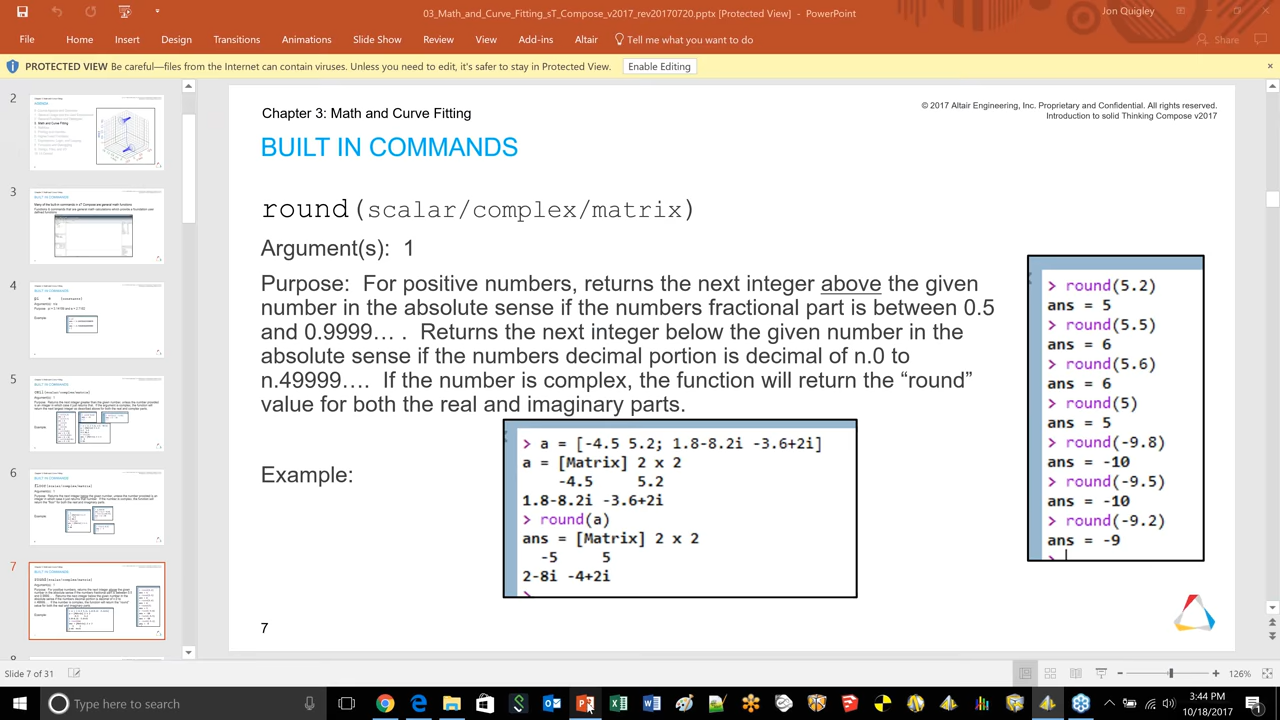 03_Math_and_Curve_Fitting_sT_Compose_v2017_rev20170720.pptx [Protected View] - PowerPoint
Jon Quigley
File Home Insert Design Transitions Animations Slide Show Review View Add-ins Altair Tell me what you want to do
Share
PROTECTED VIEW Be careful—files from the Internet can contain viruses. Unless you need to edit, it's safer to stay in Protected View. Enable Editing
2
3
4
5
6
7
8
Chapter 3: Math and Curve Fitting
© 2017 Altair Engineering, Inc. Proprietary and Confidential. All rights reserved.
Introduction to solid Thinking Compose v2017
BUILT IN COMMANDS
round(scalar/complex/matrix)
Argument(s): 1
Purpose: For positive numbers, returns the next integer above the given
number in the absolute sense if the numbers fractional part is between 0.5
and 0.9999… . Returns the next integer below the given number in the
absolute sense if the numbers decimal portion is decimal of n.0 to
n.49999…. If the number is complex, the function will return the “round”
value for both the real and imaginary parts.
Example:
> a = [-4.5 5.2; 1.8-8.2i -3.6+2i]
a = [Matrix] 2 x 2
-4.5 5.2
1.8-8.2i -3.6+2i
> round(a)
ans = [Matrix] 2 x 2
-5 5
2-8i -4+2i
>
> round(5.2)
ans = 5
> round(5.5)
ans = 6
> round(5.6)
ans = 6
> round(5)
ans = 5
> round(-9.8)
ans = -10
> round(-9.5)
ans = -10
> round(-9.2)
ans = -9
7
Slide 7 of 31
126%
Type here to search
3:44 PM
10/18/2017